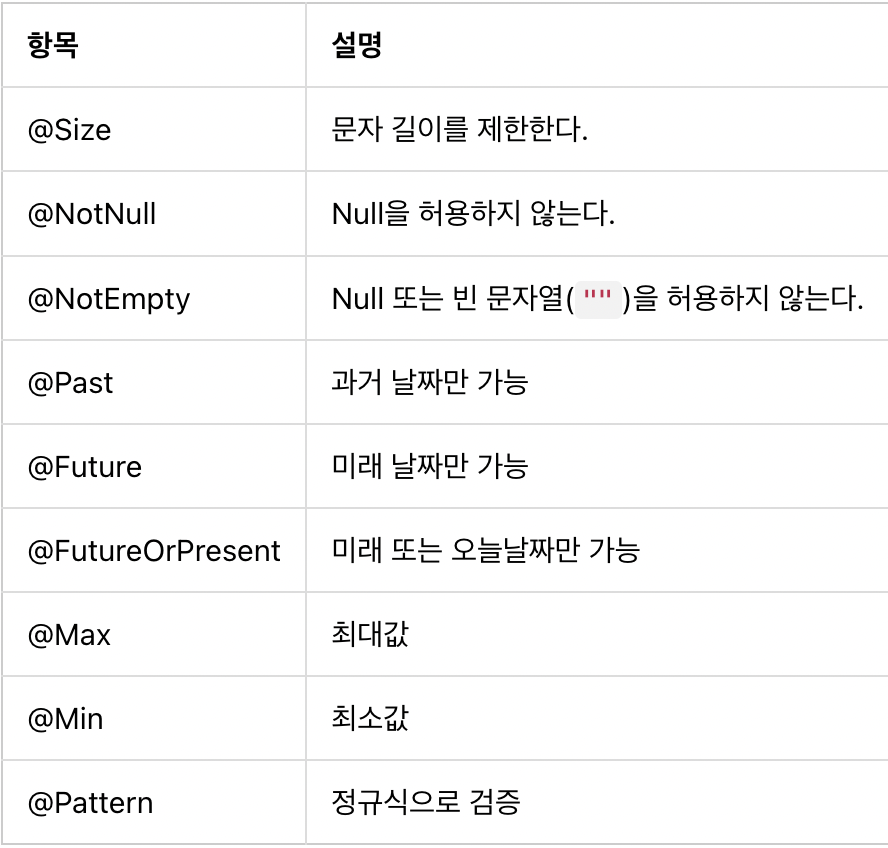 항목 설명
@Size 문자 길이를 제한한다.
@NotNull Null을 허용하지 않는다.
@NotEmpty Null 또는 빈 문자열("")을 허용하지 않는다.
@Past 과거 날짜만 가능
@Future 미래 날짜만 가능
@FutureOrPresent 미래 또는 오늘날짜만 가능
@Max 최대값
@Min 최소값
@Pattern 정규식으로 검증